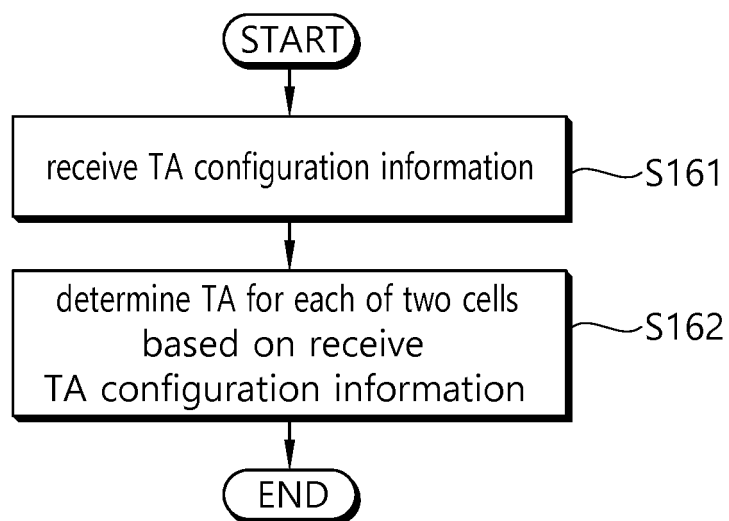 START
receive TA configuration information
S161
determine TA for each of two cells
based on receive
TA configuration information
S162
END